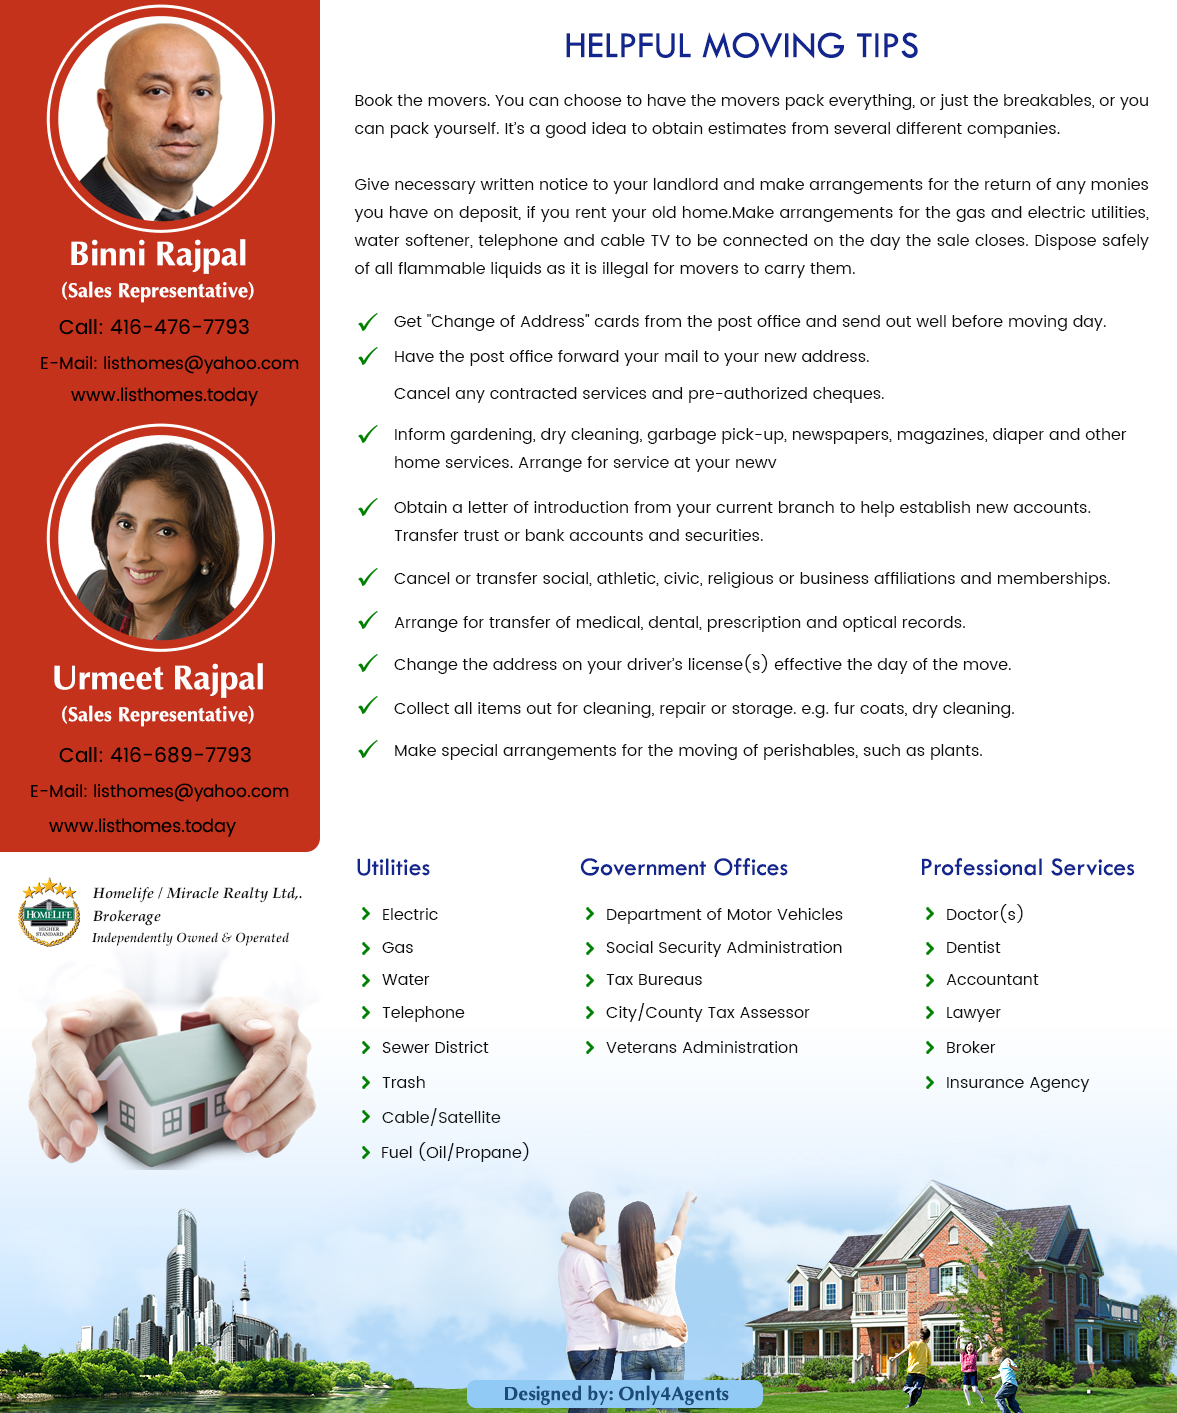 Binni Rajpal
(Sales Representative)
Call: 416-476-7793
E-Mail: listhomes@yahoo.com
www.listhomes.today
Urmeet Rajpal
(Sales Representative)
Call: 416-689-7793
E-Mail: listhomes@yahoo.com
www.listhomes.today
HOMELIFE
HIGHER
STANDARD
Homelife / Miracle Realty Ltd,.
Brokerage
Independently Owned & Operated
HELPFUL MOVING TIPS
Book the movers. You can choose to have the movers pack everything, or just the breakables, or you
can pack yourself. It’s a good idea to obtain estimates from several different companies.
Give necessary written notice to your landlord and make arrangements for the return of any monies
you have on deposit, if you rent your old home.Make arrangements for the gas and electric utilities,
water softener, telephone and cable TV to be connected on the day the sale closes. Dispose safely
of all flammable liquids as it is illegal for movers to carry them.
Get "Change of Address" cards from the post office and send out well before moving day.
Have the post office forward your mail to your new address.
Cancel any contracted services and pre-authorized cheques.
Inform gardening, dry cleaning, garbage pick-up, newspapers, magazines, diaper and other
home services. Arrange for service at your newv
Obtain a letter of introduction from your current branch to help establish new accounts.
Transfer trust or bank accounts and securities.
Cancel or transfer social, athletic, civic, religious or business affiliations and memberships.
Arrange for transfer of medical, dental, prescription and optical records.
Change the address on your driver’s license(s) effective the day of the move.
Collect all items out for cleaning, repair or storage. e.g. fur coats, dry cleaning.
Make special arrangements for the moving of perishables, such as plants.
Utilities
Electric
Gas
Water
Telephone
Sewer District
Trash
Cable/Satellite
Fuel (Oil/Propane)
Government Offices
Department of Motor Vehicles
Social Security Administration
Tax Bureaus
City/County Tax Assessor
Veterans Administration
Professional Services
Doctor(s)
Dentist
Accountant
Lawyer
Broker
Insurance Agency
Designed by: Only4Agents